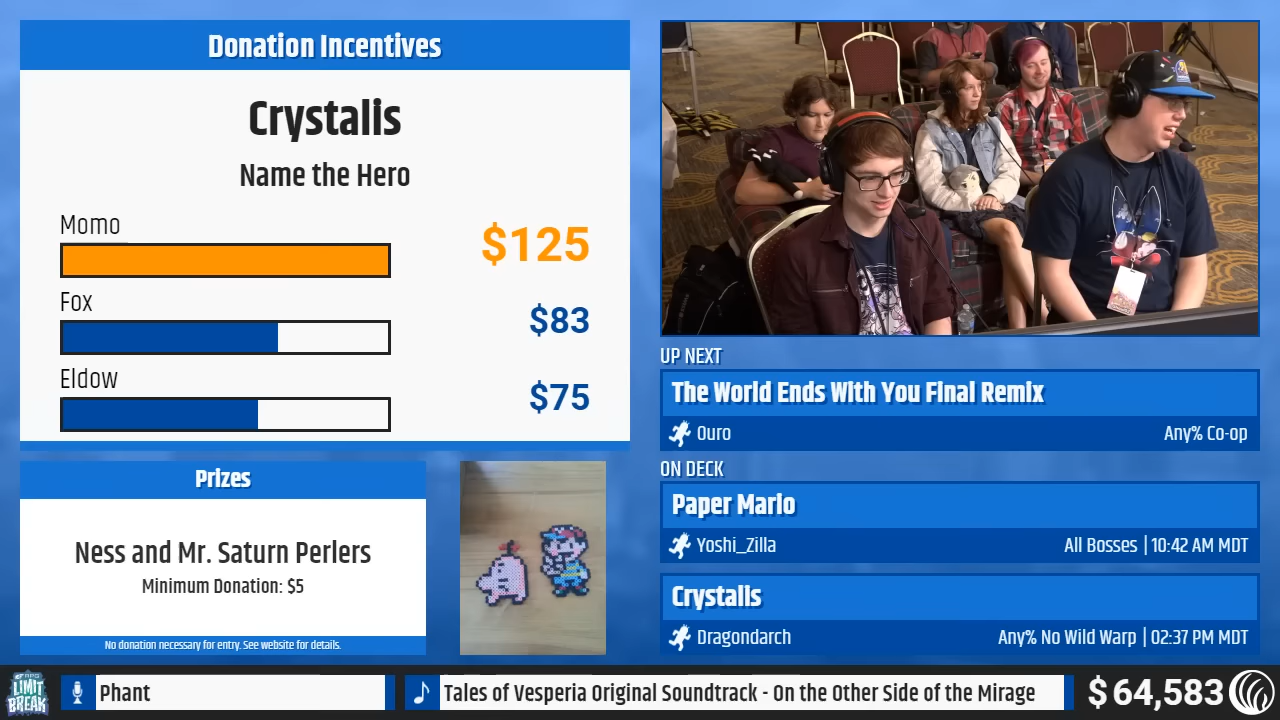 Donation Incentives
Crystalis
Name the Hero
Momo
$125
Fox
$83
Eldow
$75
Prizes
Ness and Mr. Saturn Perlers
Minimum Donation: $5
No donation necessary for entry. See website for details.
UP NEXT
The World Ends With You Final Remix
Ouro
Any% Co-op
ON DECK
Paper Mario
Yoshi_Zilla
All Bosses | 10:42 AM MDT
Crystalis
Dragondarch
Any% No Wild Warp | 02:37 PM MDT
RPG
LIMIT
BREAK
Phant
Tales of Vesperia Original Soundtrack - On the Other Side of the Mirage
$64,583